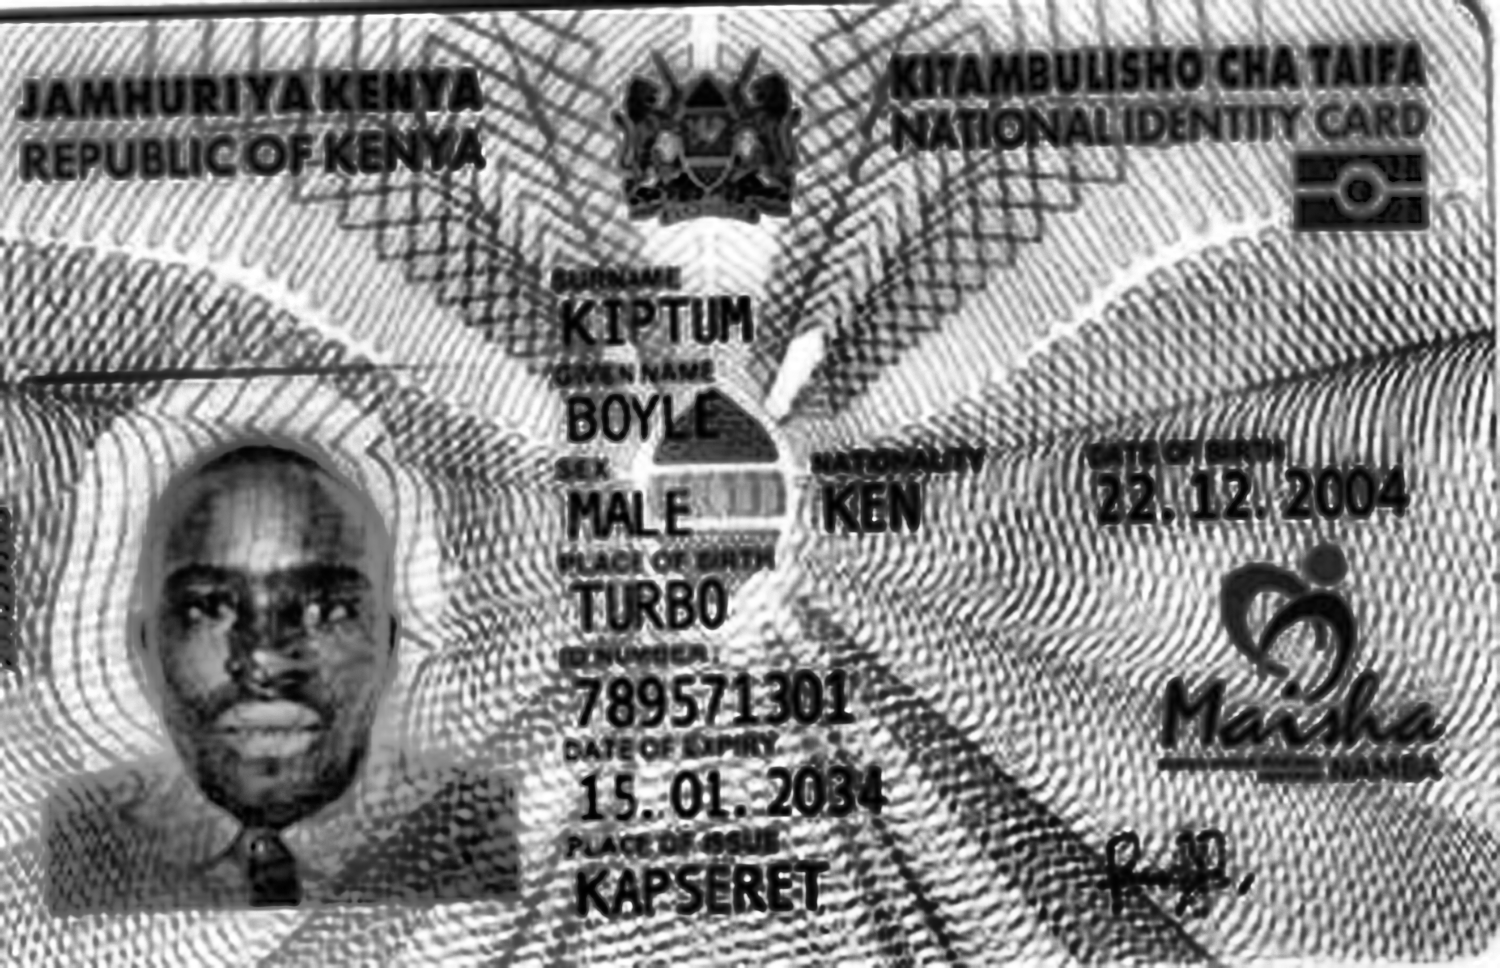 JAMHURI YA KENYA
REPUBLIC OF KENYA
KITAMBULISHO CHA TAIFA
NATIONAL IDENTITY CARD
SURNAME
KIPTUM
GIVEN NAME
BOYLE
SEX
MALE
NATIONALITY
KEN
DATE OF BIRTH
22.12.2004
PLACE OF BIRTH
TURBO
ID NUMBER
789571301
DATE OF EXPIRY
15.01.2034
PLACE OF ISSUE
KAPSERET
Maisha
NAMBA